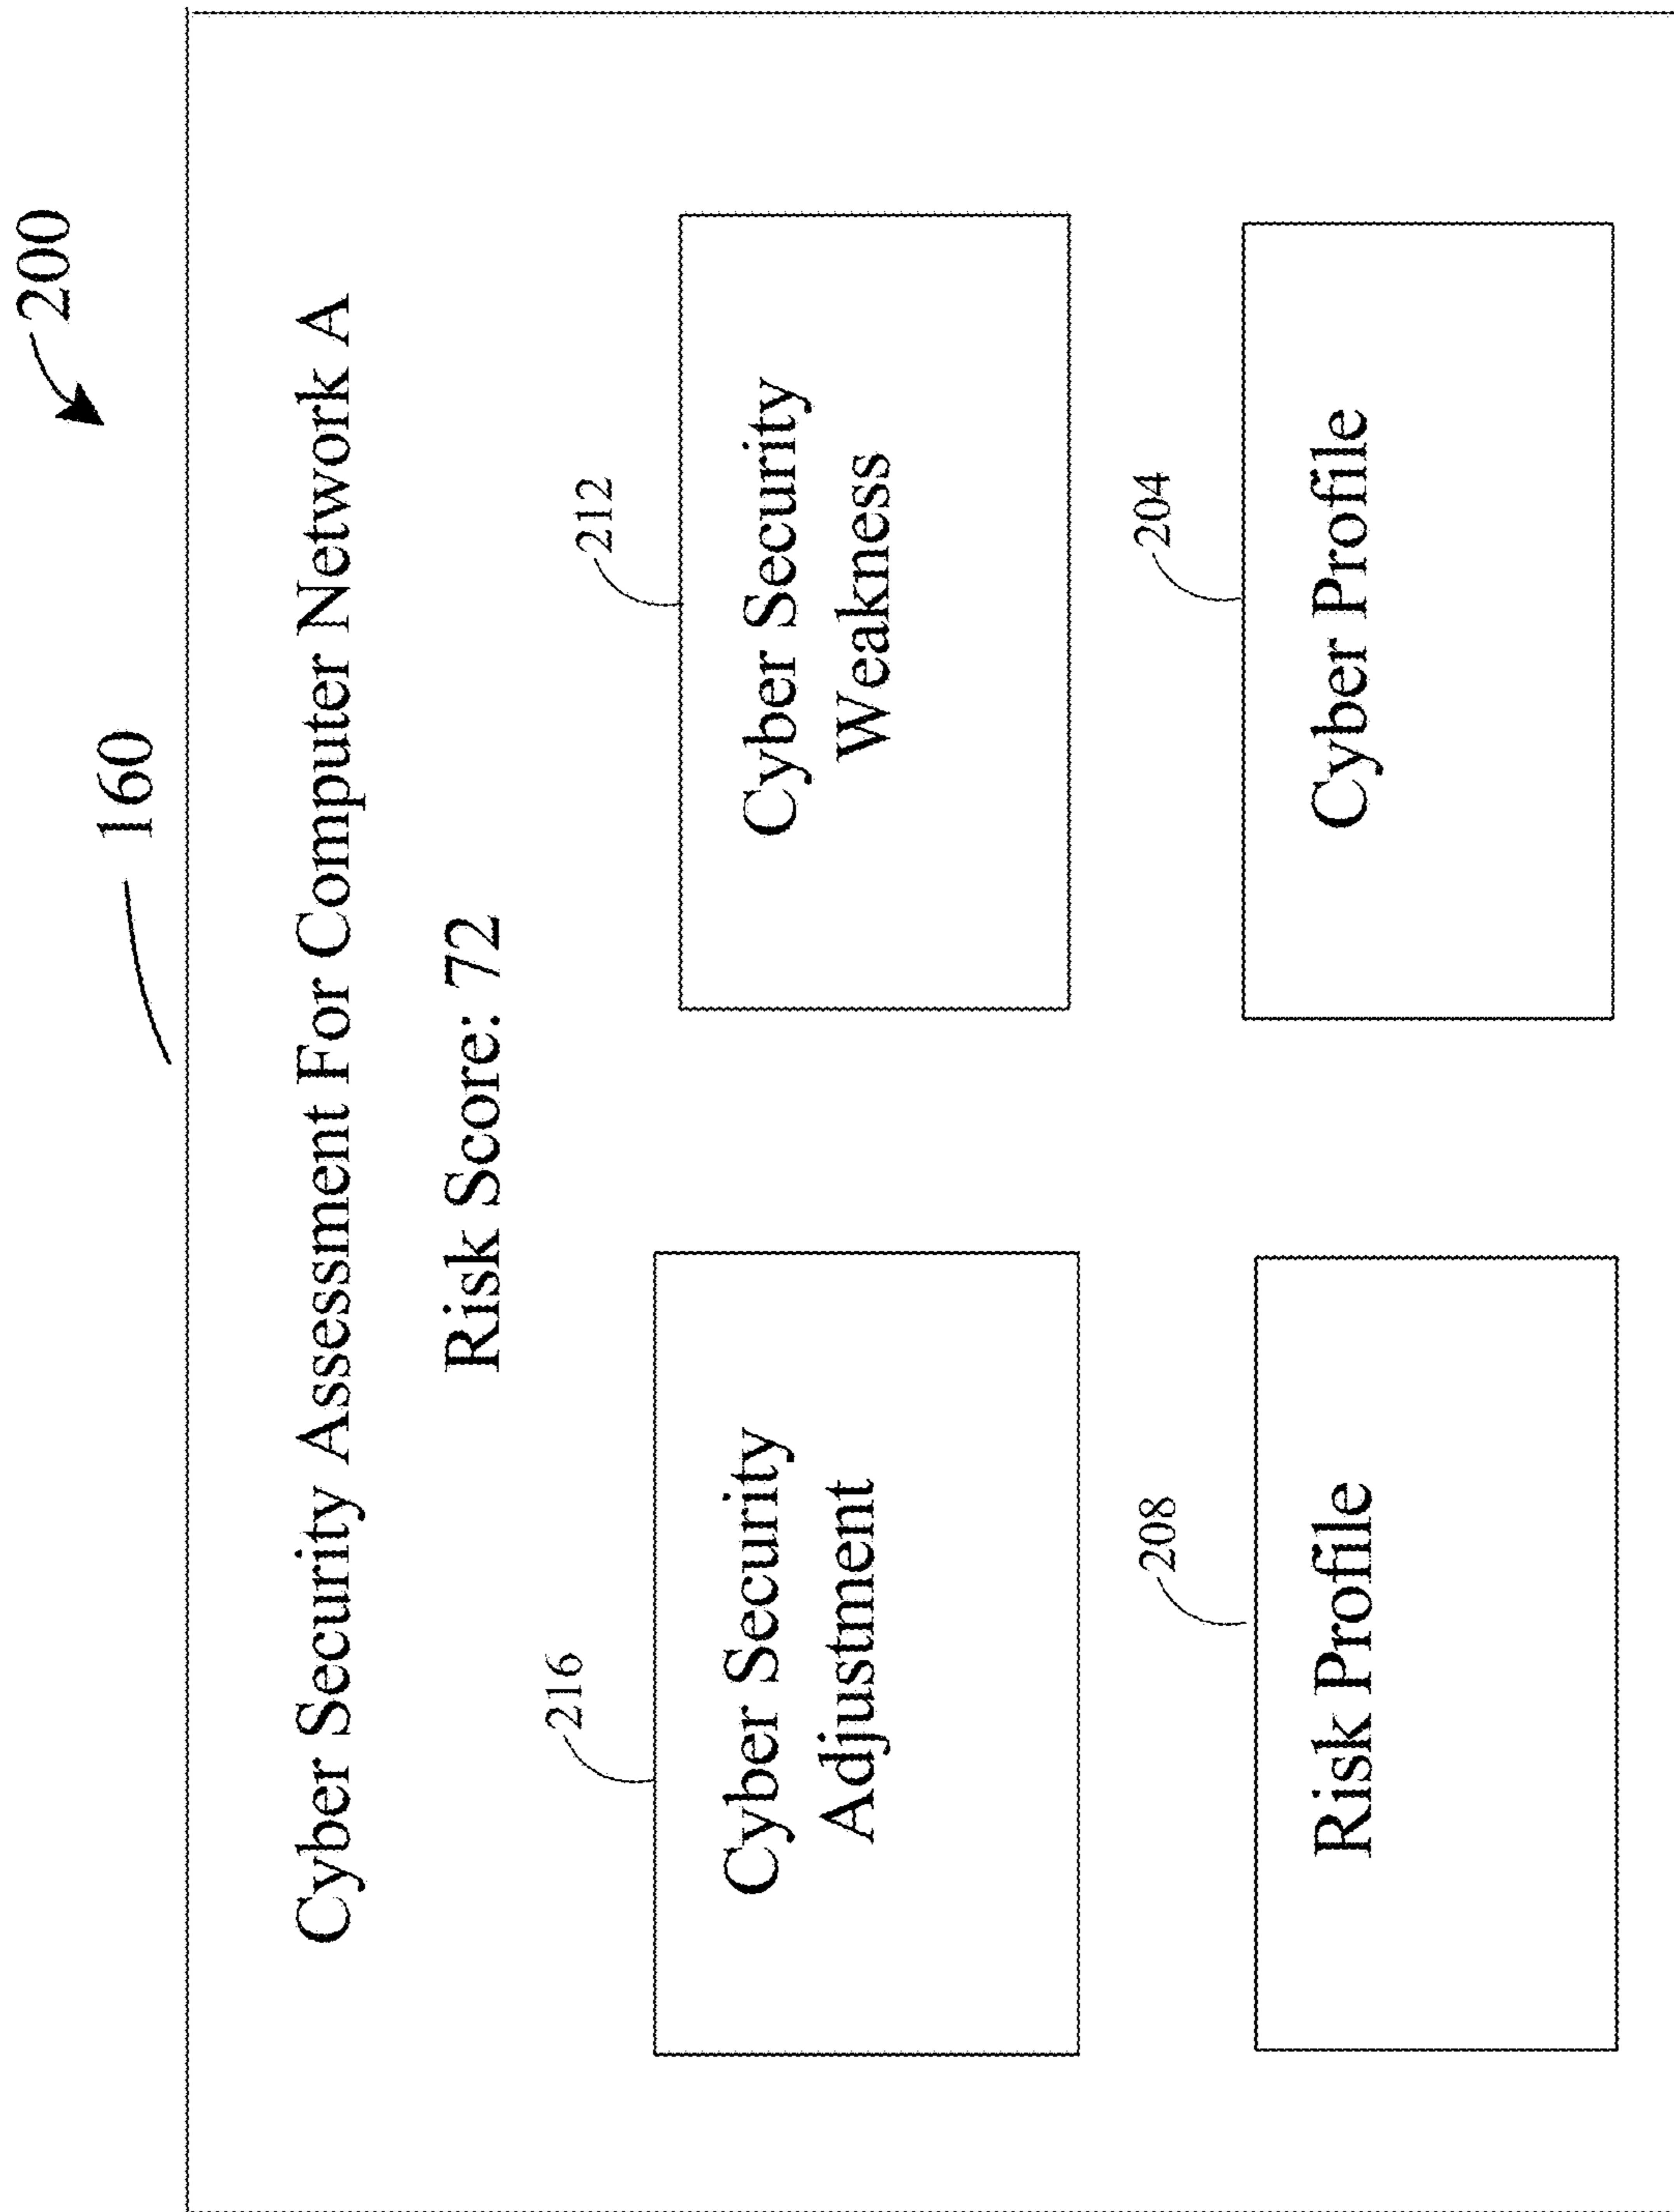 200
160
Cyber Security Assessment For Computer Network A
Risk Score: 72
216
212
Cyber Security
Adjustment
Cyber Security
Weakness
208
204
Risk Profile
Cyber Profile